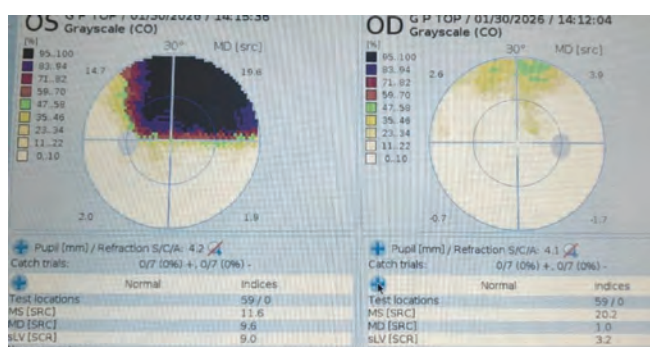 OS G P TOP / 01/30/2026 / 14:15:36
Grayscale (CO)
[%] 30° MD [src]
95..100
83..94
71..82
59..70
47..58
35..46
23..34
11..22
0..10
14.7 19.6
2.0 1.9
Pupil [mm] / Refraction S/C/A: 4.2
Catch trials: 0/7 (0%) +, 0/7 (0%) -
Normal Indices
Test locations 59 / 0
MS [SRC] 11.6
MD [SRC] 9.6
sLV [SCR] 9.0
OD G P TOP / 01/30/2026 / 14:12:04
Grayscale (CO)
[%] 30° MD [src]
95..100
83..94
71..82
59..70
47..58
35..46
23..34
11..22
0..10
2.6 3.9
-0.7 -1.7
Pupil [mm] / Refraction S/C/A: 4.1
Catch trials: 0/7 (0%) +, 0/7 (0%) -
Normal Indices
Test locations 59 / 0
MS [SRC] 20.2
MD [SRC] 1.0
sLV [SCR] 3.2